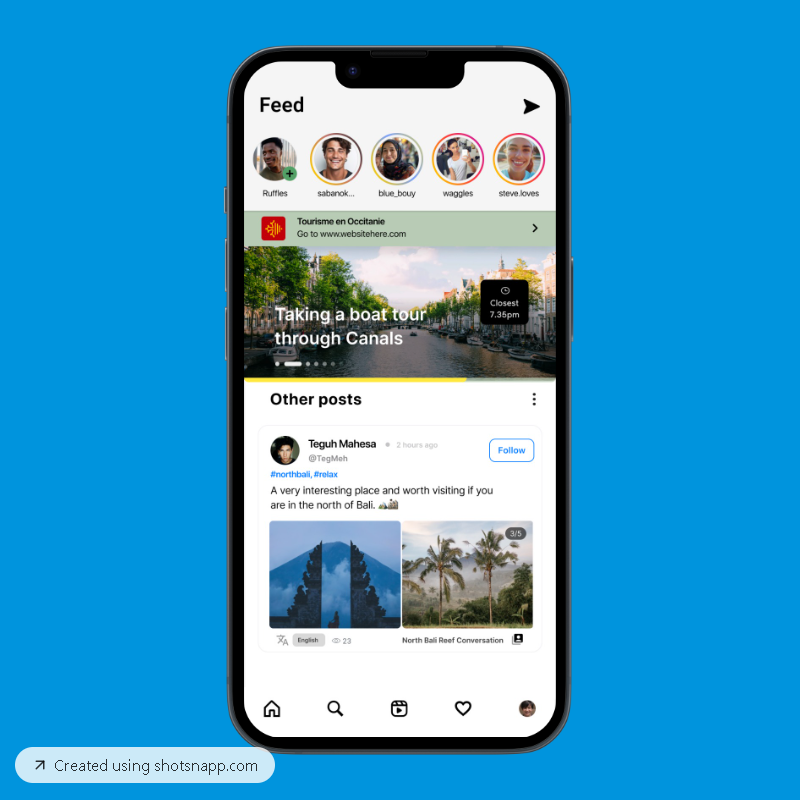 Feed
Ruffles
sabanok...
blue_bouy
waggles
steve.loves
Tourisme en Occitanie
Go to www.websitehere.com
Closest
7.35pm
Taking a boat tour
through Canals
Other posts
Teguh Mahesa
2 hours ago
@TegMeh
Follow
#northbali, #relax
A very interesting place and worth visiting if you
are in the north of Bali.
3/5
English
23
North Bali Reef Conversation
Created using shotsnapp.com